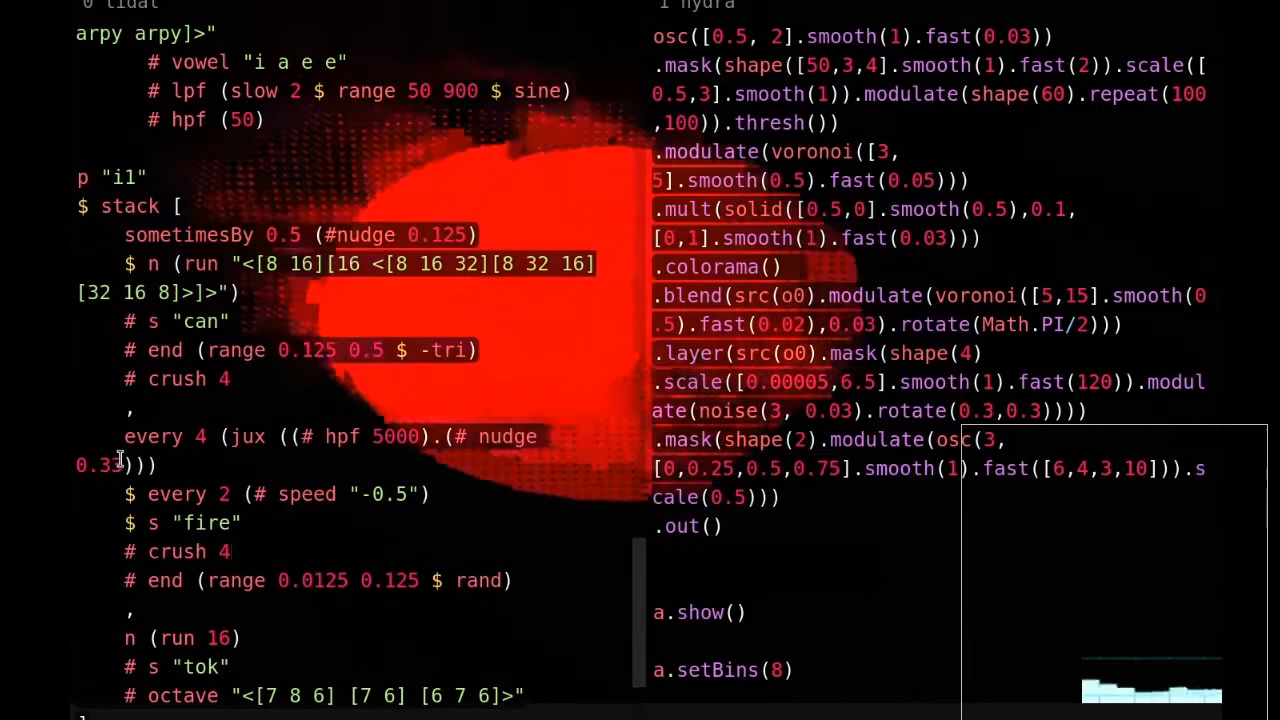 0 tidal
arpy arpy]>"
# vowel "i a e e"
# lpf (slow 2 $ range 50 900 $ sine)
# hpf (50)
p "i1"
$ stack [
sometimesBy 0.5 (#nudge 0.125)
$ n (run "<[8 16][16 <[8 16 32][8 32 16]
[32 16 8]>]>")
# s "can"
# end (range 0.125 0.5 $ -tri)
# crush 4
,
every 4 (jux ((# hpf 5000).(# nudge
0.33)))
$ every 2 (# speed "-0.5")
$ s "fire"
# crush 4
# end (range 0.0125 0.125 $ rand)
,
n (run 16)
# s "tok"
# octave "<[7 8 6] [7 6] [6 7 6]>"
]
1 hydra
osc([0.5, 2].smooth(1).fast(0.03))
.mask(shape([50,3,4].smooth(1).fast(2)).scale([
0.5,3].smooth(1)).modulate(shape(60).repeat(100
,100)).thresh())
.modulate(voronoi([3,
5].smooth(0.5).fast(0.05)))
.mult(solid([0.5,0].smooth(0.5),0.1,
[0,1].smooth(1).fast(0.03)))
.colorama()
.blend(src(o0).modulate(voronoi([5,15].smooth(0
.5).fast(0.02),0.03).rotate(Math.PI/2)))
.layer(src(o0).mask(shape(4)
.scale([0.00005,6.5].smooth(1).fast(120)).modul
ate(noise(3, 0.03).rotate(0.3,0.3))))
.mask(shape(2).modulate(osc(3,
[0,0.25,0.5,0.75].smooth(1).fast([6,4,3,10])).s
cale(0.5)))
.out()
a.show()
a.setBins(8)